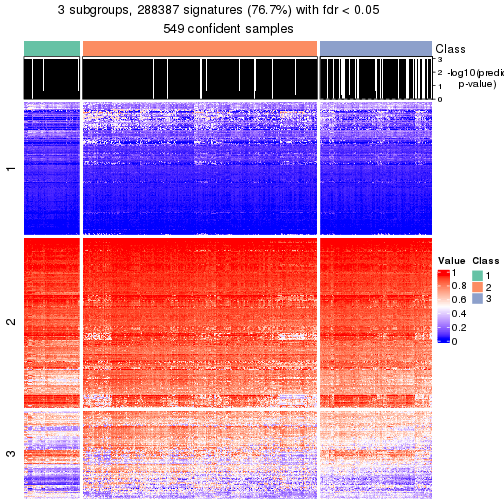 3 subgroups, 288387 signatures (76.7%) with fdr < 0.05
549 confident samples
Class
3
2
1
0
-log10(predic
p-value)
1
2
3
Value Class
1 1
0.8 2
0.6 3
0.4
0.2
0